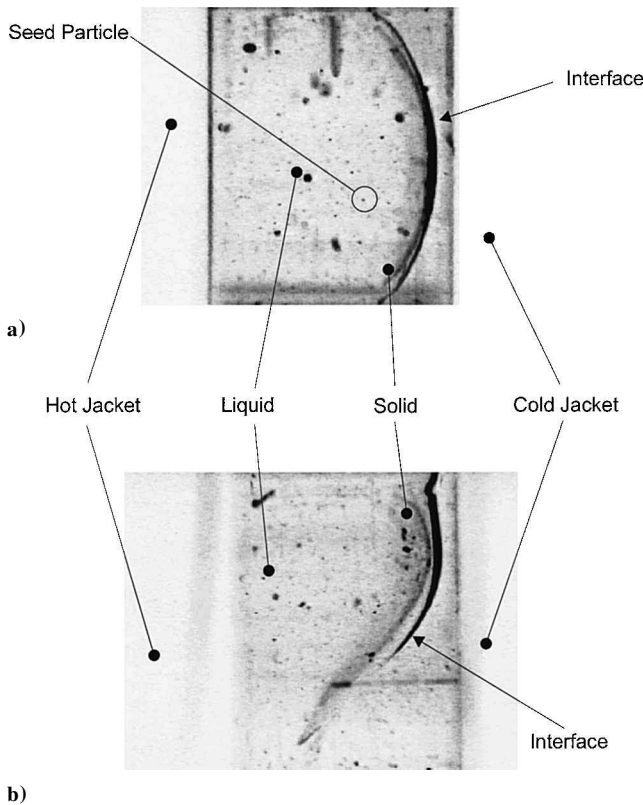 Seed Particle
Interface
a)
Hot Jacket
Liquid
Solid
Cold Jacket
Interface
b)